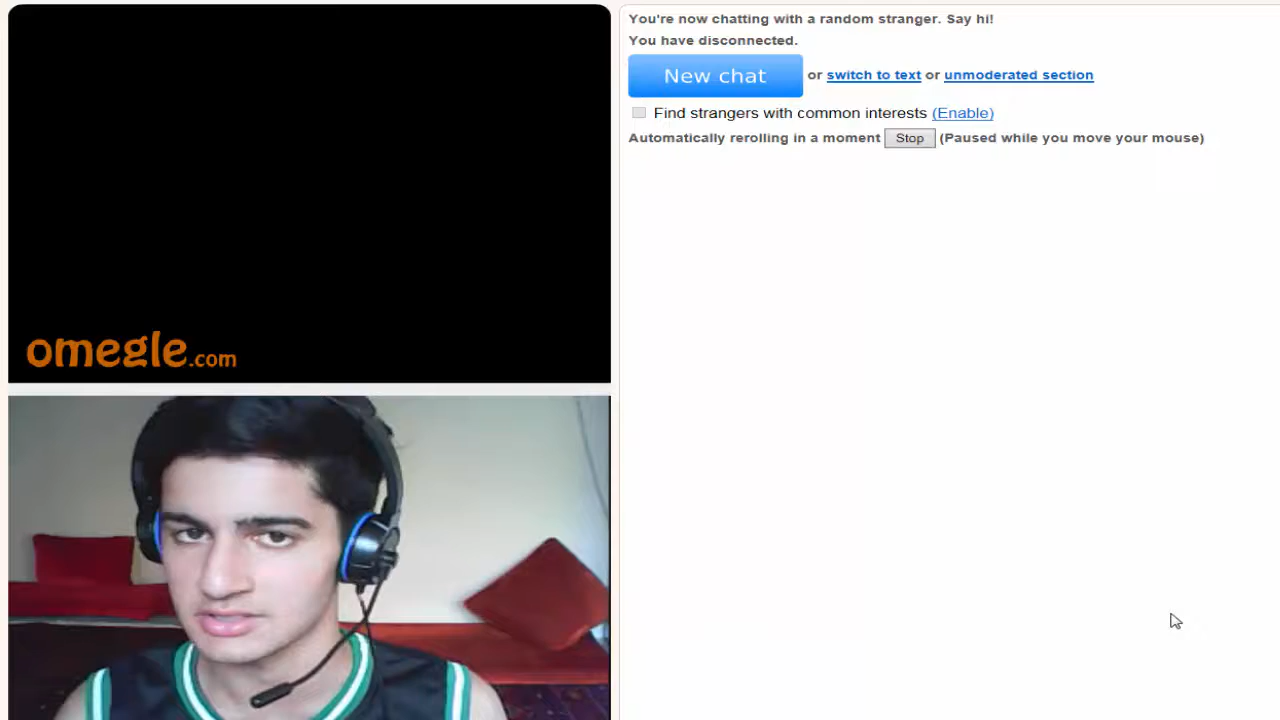 You're now chatting with a random stranger. Say hi!
You have disconnected.
New chat or switch to text or unmoderated section
Find strangers with common interests (Enable)
Automatically rerolling in a moment Stop (Paused while you move your mouse)
omegle.com